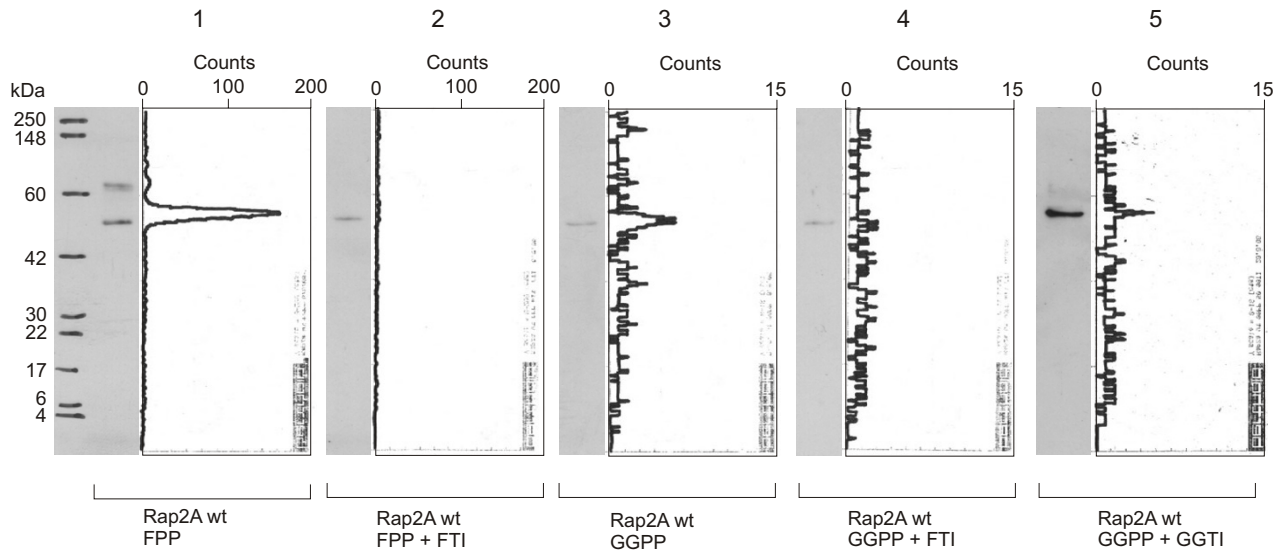 1 2 3 4 5
Counts Counts Counts Counts Counts
kDa 0 100 200 0 100 200 0 15 0 15 0 15
250
148
60
42
30
22
17
6
4
Rap2A wt Rap2A wt Rap2A wt Rap2A wt Rap2A wt
FPP FPP + FTI GGPP GGPP + FTI GGPP + GGTI